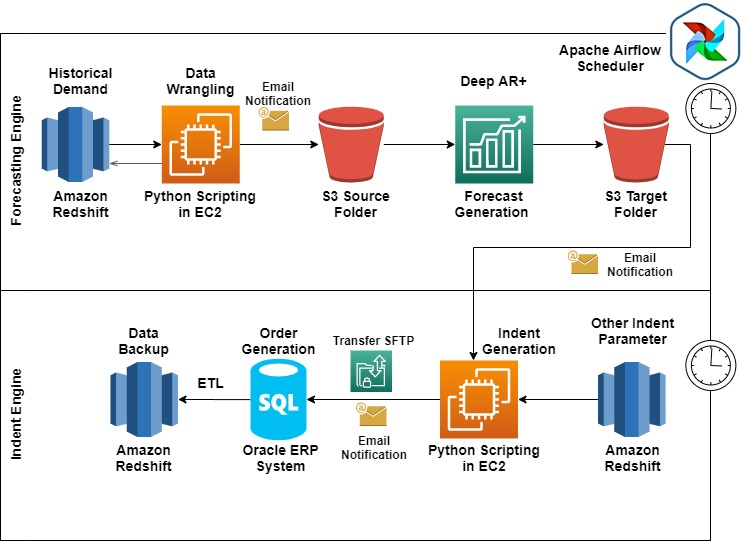 Apache Airflow
Scheduler
Forecasting Engine
Historical
Demand
Data
Wrangling
Email
Notification
Deep AR+
Amazon
Redshift
Python Scripting
in EC2
S3 Source
Folder
Forecast
Generation
S3 Target
Folder
Email
Notification
Indent Engine
Data
Backup
Order
Generation
Transfer SFTP
Indent
Generation
Other Indent
Parameter
ETL
SQL
Amazon
Redshift
Oracle ERP
System
Email
Notification
Python Scripting
in EC2
Amazon
Redshift